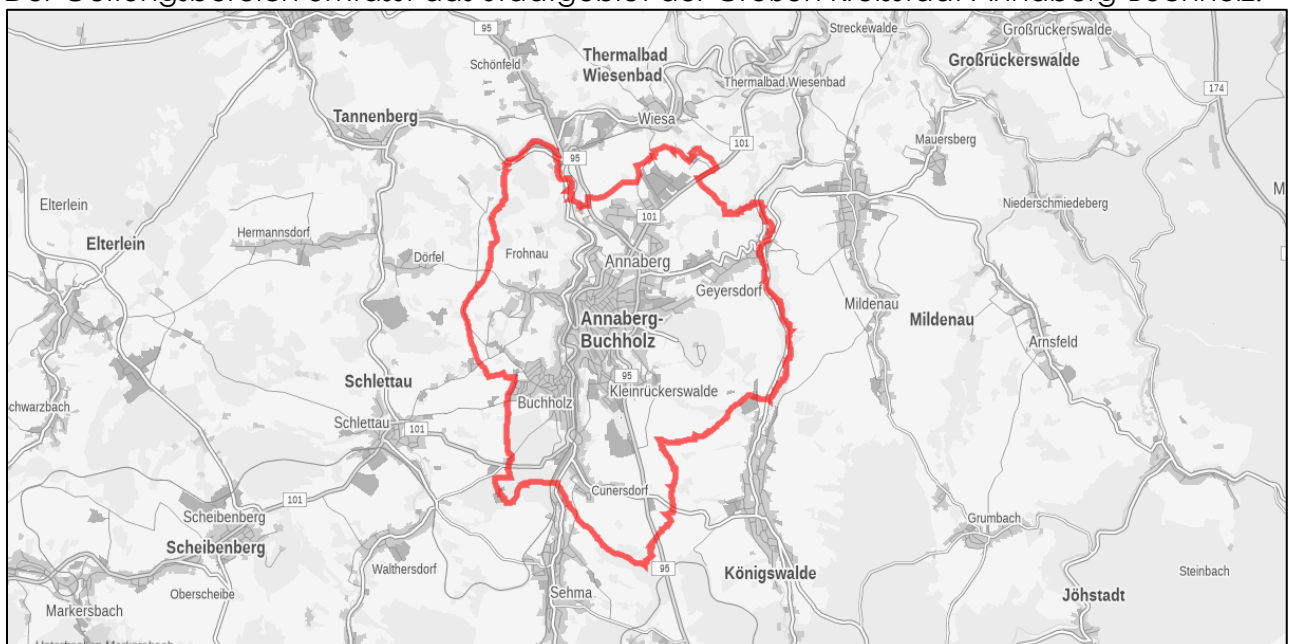 Der Geltungsbereich umfasst das Stadtgebiet der Großen Kreisstadt Annaberg-Buchholz.
95
Streckewalde
Großrückerswalde
Schönfeld
Thermalbad
Wiesenbad
Großrückerswalde
Thermalbad Wiesenbad
174
Tannenberg
Wiesa
101
Mauersberg
95
M
Elterlein
Niederschmiedeberg
101
Hermannsdorf
Elterlein
Dörfel
Frohnau
Annaberg
Geyersdorf
Mildenau
Annaberg-
Buchholz
Mildenau
Arnsfeld
95
Schlettau
Kleinrückerswalde
chwarzbach
Buchholz
Schlettau
101
Cunersdorf
101
Scheibenberg
Grumbach
Scheibenberg
Walthersdorf
95
Königswalde
Steinbach
Oberscheibe
Sehma
Jöhstadt
Markersbach